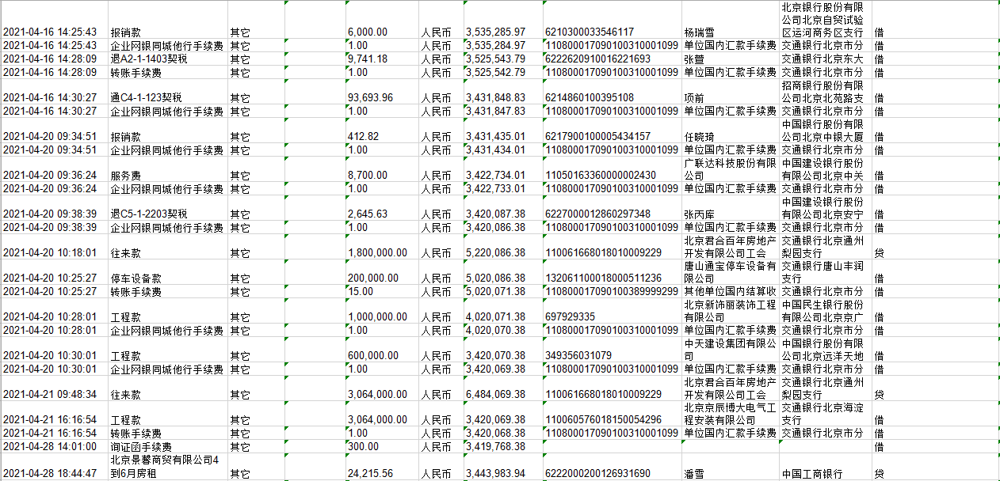 北京银行股份有限
公司北京自贸试验
2021-04-16 14:25:43 报销款 其它 6,000.00 人民币 3,535,285.97 6210300033546117 杨瑞雪 区运河商务区支行 借
2021-04-16 14:25:43 企业网银同城他行手续费 其它 1.00 人民币 3,535,284.97 110800017090100310001099 单位国内汇款手续费 交通银行北京市分 借
2021-04-16 14:28:09 退A2-1-1403契税 其它 9,741.18 人民币 3,525,543.79 6222620910016221693 张萱 交通银行北京东大 借
2021-04-16 14:28:09 转账手续费 其它 1.00 人民币 3,525,542.79 110800017090100310001099 单位国内汇款手续费 交通银行北京市分 借
招商银行股份有限
2021-04-16 14:30:27 通C4-1-123契税 其它 93,693.96 人民币 3,431,848.83 6214860100395108 项前 公司北京北苑路支 借
2021-04-16 14:30:27 企业网银同城他行手续费 其它 1.00 人民币 3,431,847.83 110800017090100310001099 单位国内汇款手续费 交通银行北京市分 借
中国银行股份有限
2021-04-20 09:34:51 报销款 其它 412.82 人民币 3,431,435.01 6217900100005434157 任晓琦 公司北京中银大厦 借
2021-04-20 09:34:51 企业网银同城他行手续费 其它 1.00 人民币 3,431,434.01 110800017090100310001099 单位国内汇款手续费 交通银行北京市分 借
广联达科技股份有限 中国建设银行股份
2021-04-20 09:36:24 服务费 其它 8,700.00 人民币 3,422,734.01 11050163360000002430 公司 有限公司北京中关 借
2021-04-20 09:36:24 企业网银同城他行手续费 其它 1.00 人民币 3,422,733.01 110800017090100310001099 单位国内汇款手续费 交通银行北京市分 借
中国建设银行股份
2021-04-20 09:38:39 退C5-1-2203契税 其它 2,645.63 人民币 3,420,087.38 6227000012860297348 张丙库 有限公司北京安宁 借
2021-04-20 09:38:39 企业网银同城他行手续费 其它 1.00 人民币 3,420,086.38 110800017090100310001099 单位国内汇款手续费 交通银行北京市分 借
北京君合百年房地产 交通银行北京通州
2021-04-20 10:18:01 往来款 其它 1,800,000.00 人民币 5,220,086.38 110061668018010009229 开发有限公司工会 梨园支行 贷
唐山通宝停车设备有 交通银行唐山丰润
2021-04-20 10:25:27 停车设备款 其它 200,000.00 人民币 5,020,086.38 132061100018000511236 限公司 支行 借
2021-04-20 10:25:27 转账手续费 其它 15.00 人民币 5,020,071.38 110800017090100389999299 其他单位国内结算收 交通银行北京市分 借
北京新饰丽装饰工程 中国民生银行股份
2021-04-20 10:28:01 工程款 其它 1,000,000.00 人民币 4,020,071.38 697929335 有限公司 有限公司北京京广 借
2021-04-20 10:28:01 企业网银同城他行手续费 其它 1.00 人民币 4,020,070.38 110800017090100310001099 单位国内汇款手续费 交通银行北京市分 借
中天建设集团有限公 中国银行股份有限
2021-04-20 10:30:01 工程款 其它 600,000.00 人民币 3,420,070.38 349356031079 司 公司北京远洋天地 借
2021-04-20 10:30:01 企业网银同城他行手续费 其它 1.00 人民币 3,420,069.38 110800017090100310001099 单位国内汇款手续费 交通银行北京市分 借
北京君合百年房地产 交通银行北京通州
2021-04-21 09:48:34 往来款 其它 3,064,000.00 人民币 6,484,069.38 110061668018010009229 开发有限公司工会 梨园支行 贷
北京京辰博大电气工 交通银行北京海淀
2021-04-21 16:16:54 工程款 其它 3,064,000.00 人民币 3,420,069.38 110060576018150054296 程安装有限公司 支行 借
2021-04-21 16:16:54 转账手续费 其它 1.00 人民币 3,420,068.38 110800017090100310001099 单位国内汇款手续费 交通银行北京市分 借
2021-04-28 14:01:00 询证函手续费 其它 300.00 人民币 3,419,768.38 借
北京景馨商贸有限公司4
2021-04-28 18:44:47 到6月房租 其它 24,215.56 人民币 3,443,983.94 6222000200126931690 潘雪 中国工商银行 贷